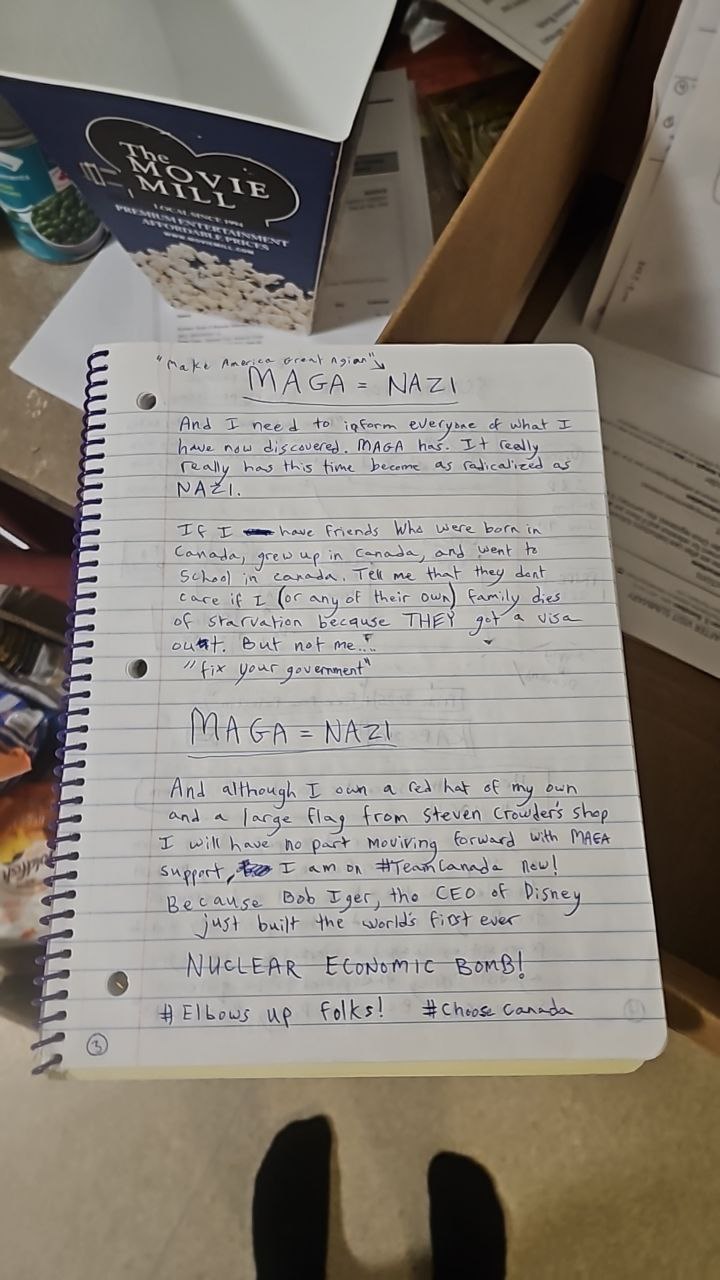 The
MOVIE
MILL
LOCAL SINCE 1994
PREMIUM ENTERTAINMENT
AFFORDABLE PRICES
WWW.MOVIEMILL.COM
"Make America Great Agian"
MAGA = NAZI
And I need to inform everyone of what I
have now discovered. MAGA has. It really
really has this time become as radicalized as
NAZI.
If I have friends Who were born in
Canada, grew up in Canada, and went to
School in canada. Tell me that they dont
care if I (or any of their own) family dies
of starvation because THEY got a visa
out. But not me..!
"fix your government"
MAGA = NAZI
And although I own a red hat of my own
and a large flag from Steven Crowder's shop
I will have no part moviving forward with MAGA
support, I am on #TeamCanada now!
Because Bob Iger, the CEO of Disney
just built the world's first ever
NUCLEAR ECONOMIC BOMB!
#Elbows up folks! #Choose Canada
3